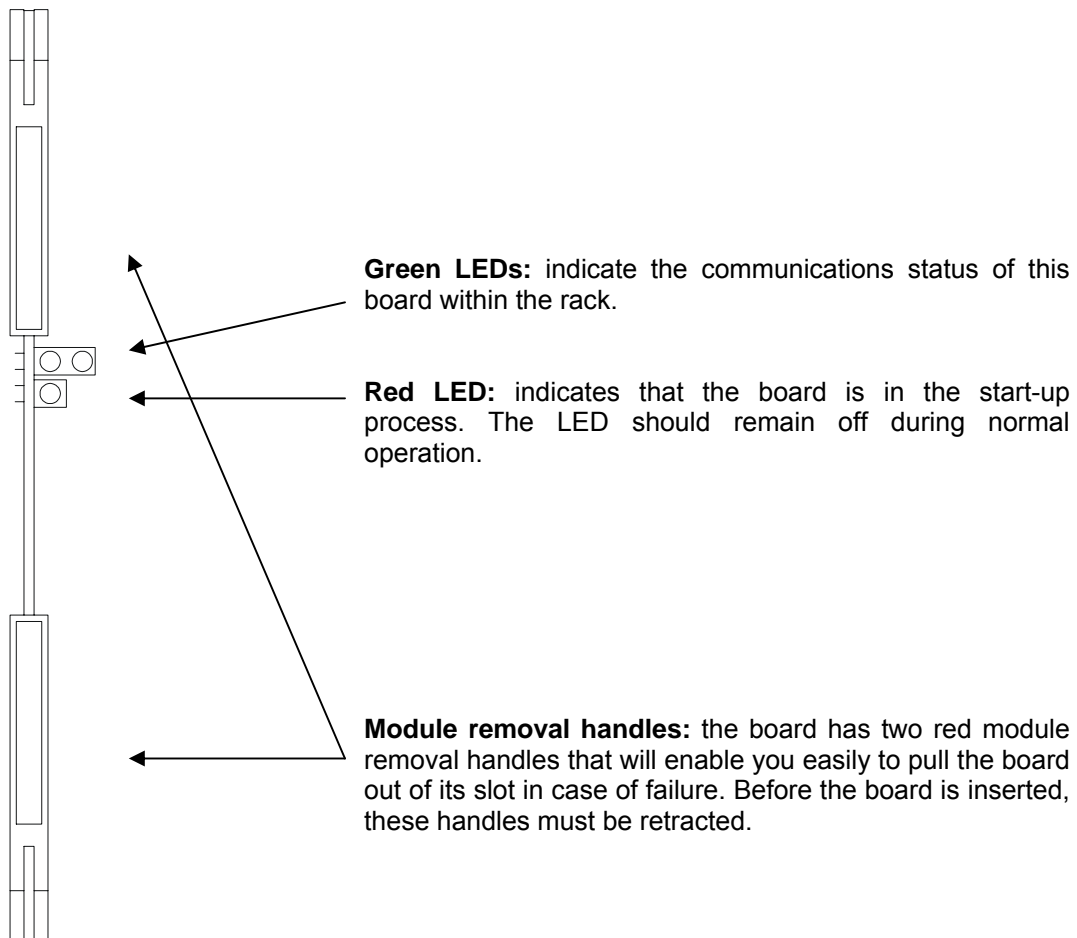 Green LEDs: indicate the communications status of this
board within the rack.
Red LED: indicates that the board is in the start-up
process. The LED should remain off during normal
operation.
Module removal handles: the board has two red module
removal handles that will enable you easily to pull the board
out of its slot in case of failure. Before the board is inserted,
these handles must be retracted.